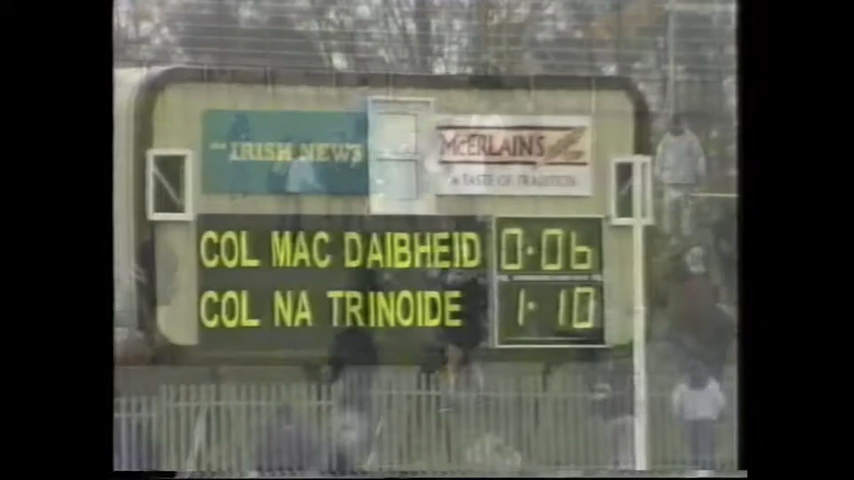 THE IRISH NEWS
McERLAINS
A TASTE OF TRADITION
COL MAC DAIBHEID 0·06
COL NA TRINOIDE 1·10